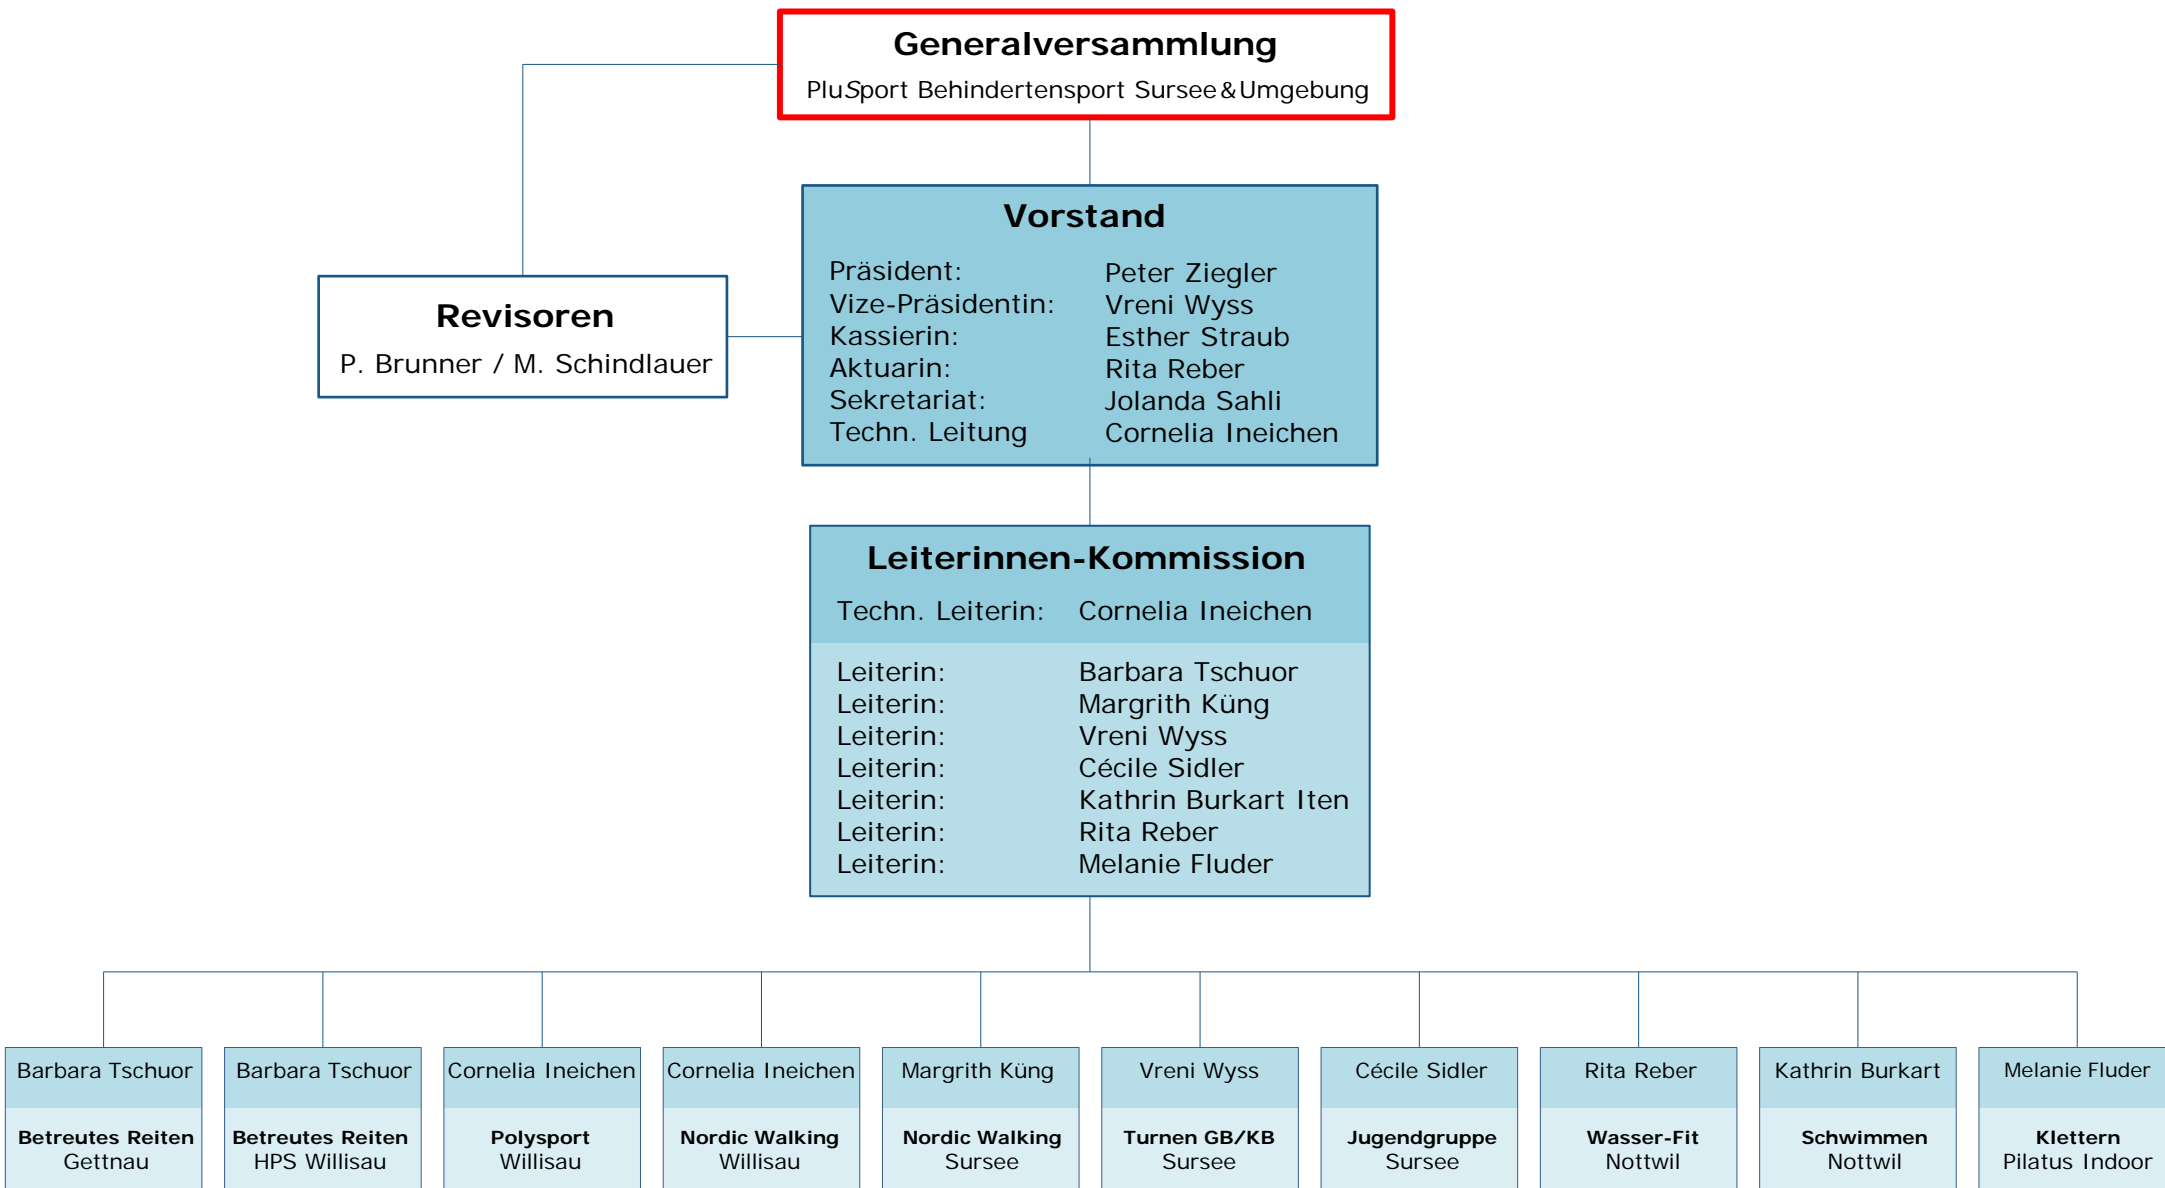 Generalversammlung
PluSport Behindertensport Sursee & Umgebung
Vorstand
Präsident: Peter Ziegler
Vize-Präsidentin: Vreni Wyss
Kassierin: Esther Straub
Aktuarin: Rita Reber
Sekretariat: Jolanda Sahli
Techn. Leitung Cornelia Ineichen
Revisoren
P. Brunner / M. Schindlauer
Leiterinnen-Kommission
Techn. Leiterin: Cornelia Ineichen
Leiterin: Barbara Tschuor
Leiterin: Margrith Küng
Leiterin: Vreni Wyss
Leiterin: Cécile Sidler
Leiterin: Kathrin Burkart Iten
Leiterin: Rita Reber
Leiterin: Melanie Fluder
Barbara Tschuor
Betreutes Reiten
Gettnau
Barbara Tschuor
Betreutes Reiten
HPS Willisau
Cornelia Ineichen
Polysport
Willisau
Cornelia Ineichen
Nordic Walking
Willisau
Margrith Küng
Nordic Walking
Sursee
Vreni Wyss
Turnen GB/KB
Sursee
Cécile Sidler
Jugendgruppe
Sursee
Rita Reber
Wasser-Fit
Nottwil
Kathrin Burkart
Schwimmen
Nottwil
Melanie Fluder
Klettern
Pilatus Indoor